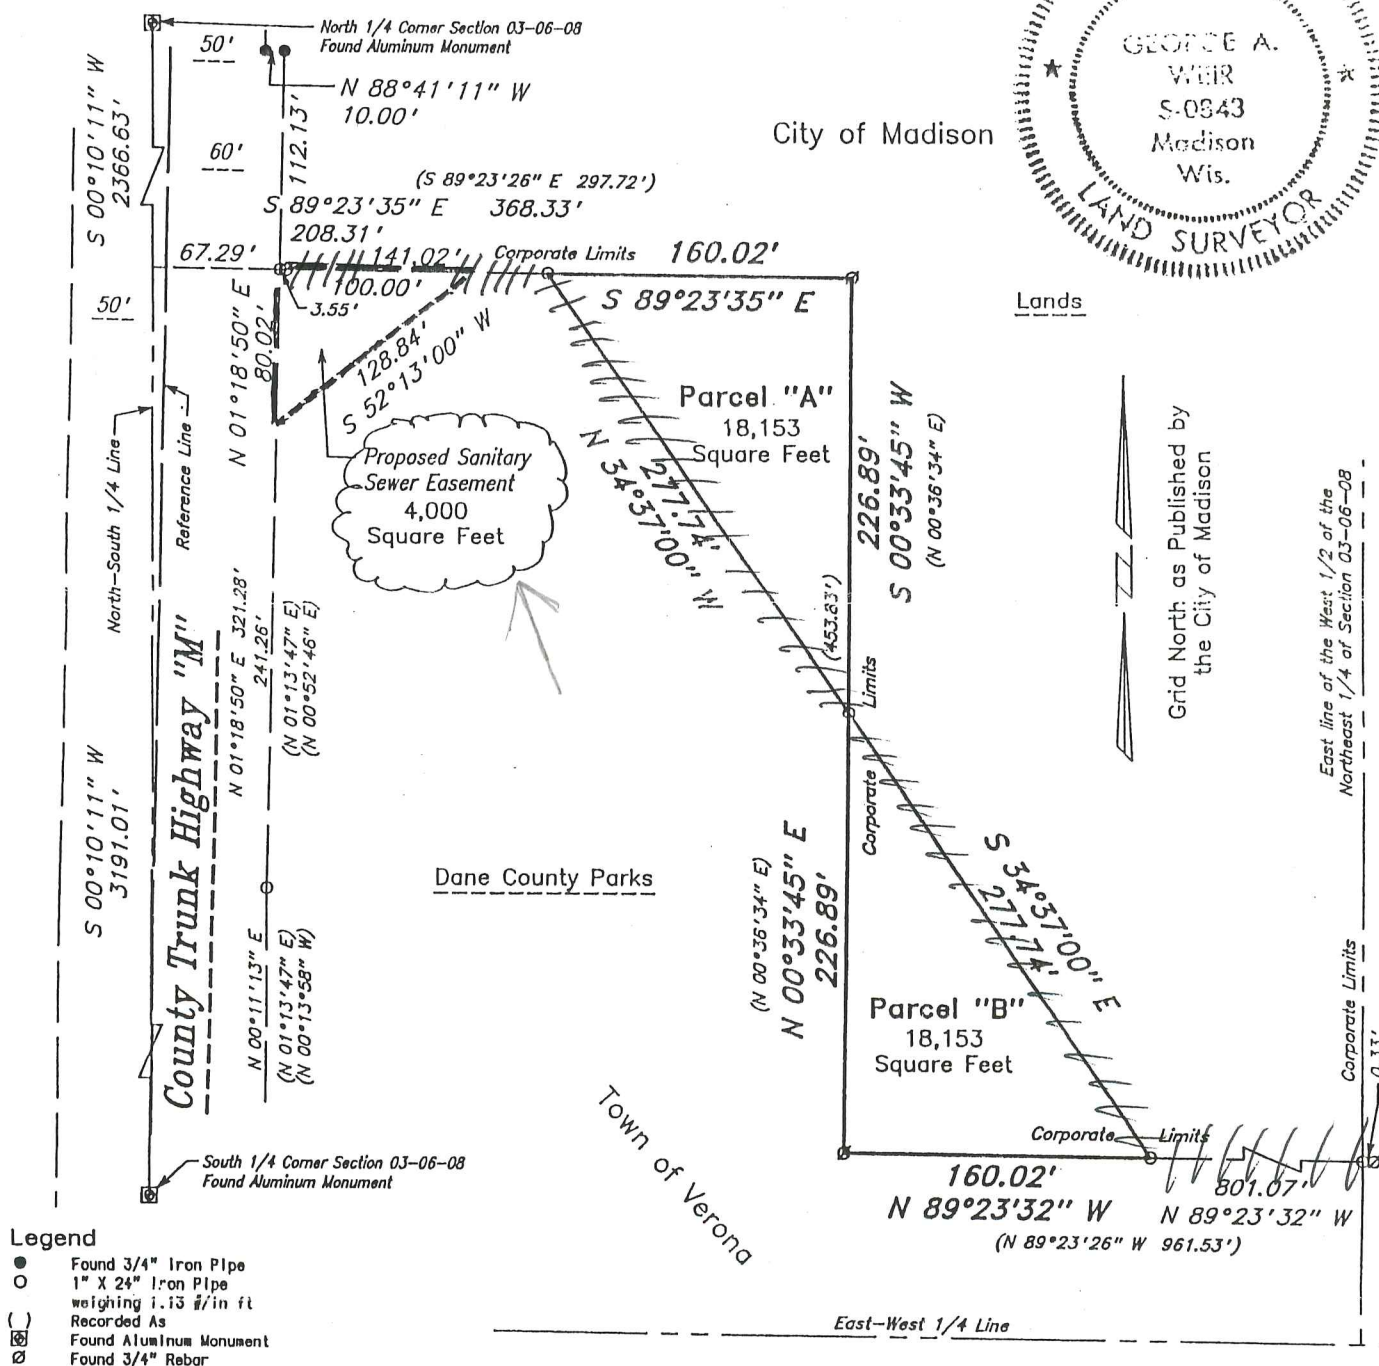 North 1/4 Corner Section 03-06-08
Found Aluminum Monument
50'
N 88°41'11" W
10.00'
S 00°10'11" W
2366.63'
112.13'
60'
City of Madison
WEIR
S-0843
Madison
Wis.
LAND SURVEYOR
(S 89°23'26" E 297.72')
S 89°23'35" E 368.33'
208.31'
67.29'
141.02'
Corporate Limits
160.02'
100.00'
S 89°23'35" E
3.55'
50'
Lands
N 01°18'50" E
80.02'
128.84'
S 52°13'00" W
Parcel "A"
18,153
Square Feet
N 34°37'00" W
277.74'
226.89'
S 00°33'45" W
(N 00°36'34" E)
Grid North as Published by
the City of Madison
Proposed Sanitary
Sewer Easement
4,000
Square Feet
North-South 1/4 Line
Reference Line
East line of the West 1/2 of the
Northeast 1/4 of Section 03-06-08
(453.83')
Corporate Limits
N 01°18'50" E 321.28'
241.26'
(N 01°13'47" E)
(N 00°52'46" E)
S 00°10'11" W
3191.01'
County Trunk Highway "M"
Dane County Parks
(N 00°36'34" E)
N 00°33'45" E
226.89'
S 34°37'00" E
277.74'
N 00°11'13" E
(N 01°13'47" E)
(N 00°13'58" W)
Parcel "B"
18,153
Square Feet
Corporate Limits
0.33'
Town of Verona
Corporate Limits
160.02'
N 89°23'32" W
801.07'
N 89°23'32" W
(N 89°23'26" W 961.53')
South 1/4 Corner Section 03-06-08
Found Aluminum Monument
East-West 1/4 Line
Legend
Found 3/4" Iron Pipe
1" X 24" Iron Pipe
weighing 1.13 #/in ft
( ) Recorded As
Found Aluminum Monument
Found 3/4" Rebar